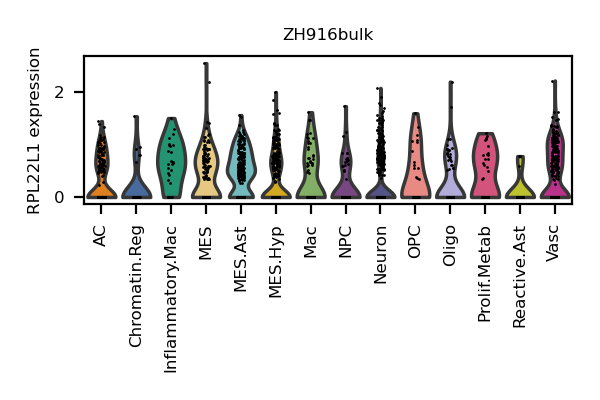 ZH916bulk
RPL22L1 expression
2
0
AC
Chromatin.Reg
Inflammatory.Mac
MES
MES.Ast
MES.Hyp
Mac
NPC
Neuron
OPC
Oligo
Prolif.Metab
Reactive.Ast
Vasc